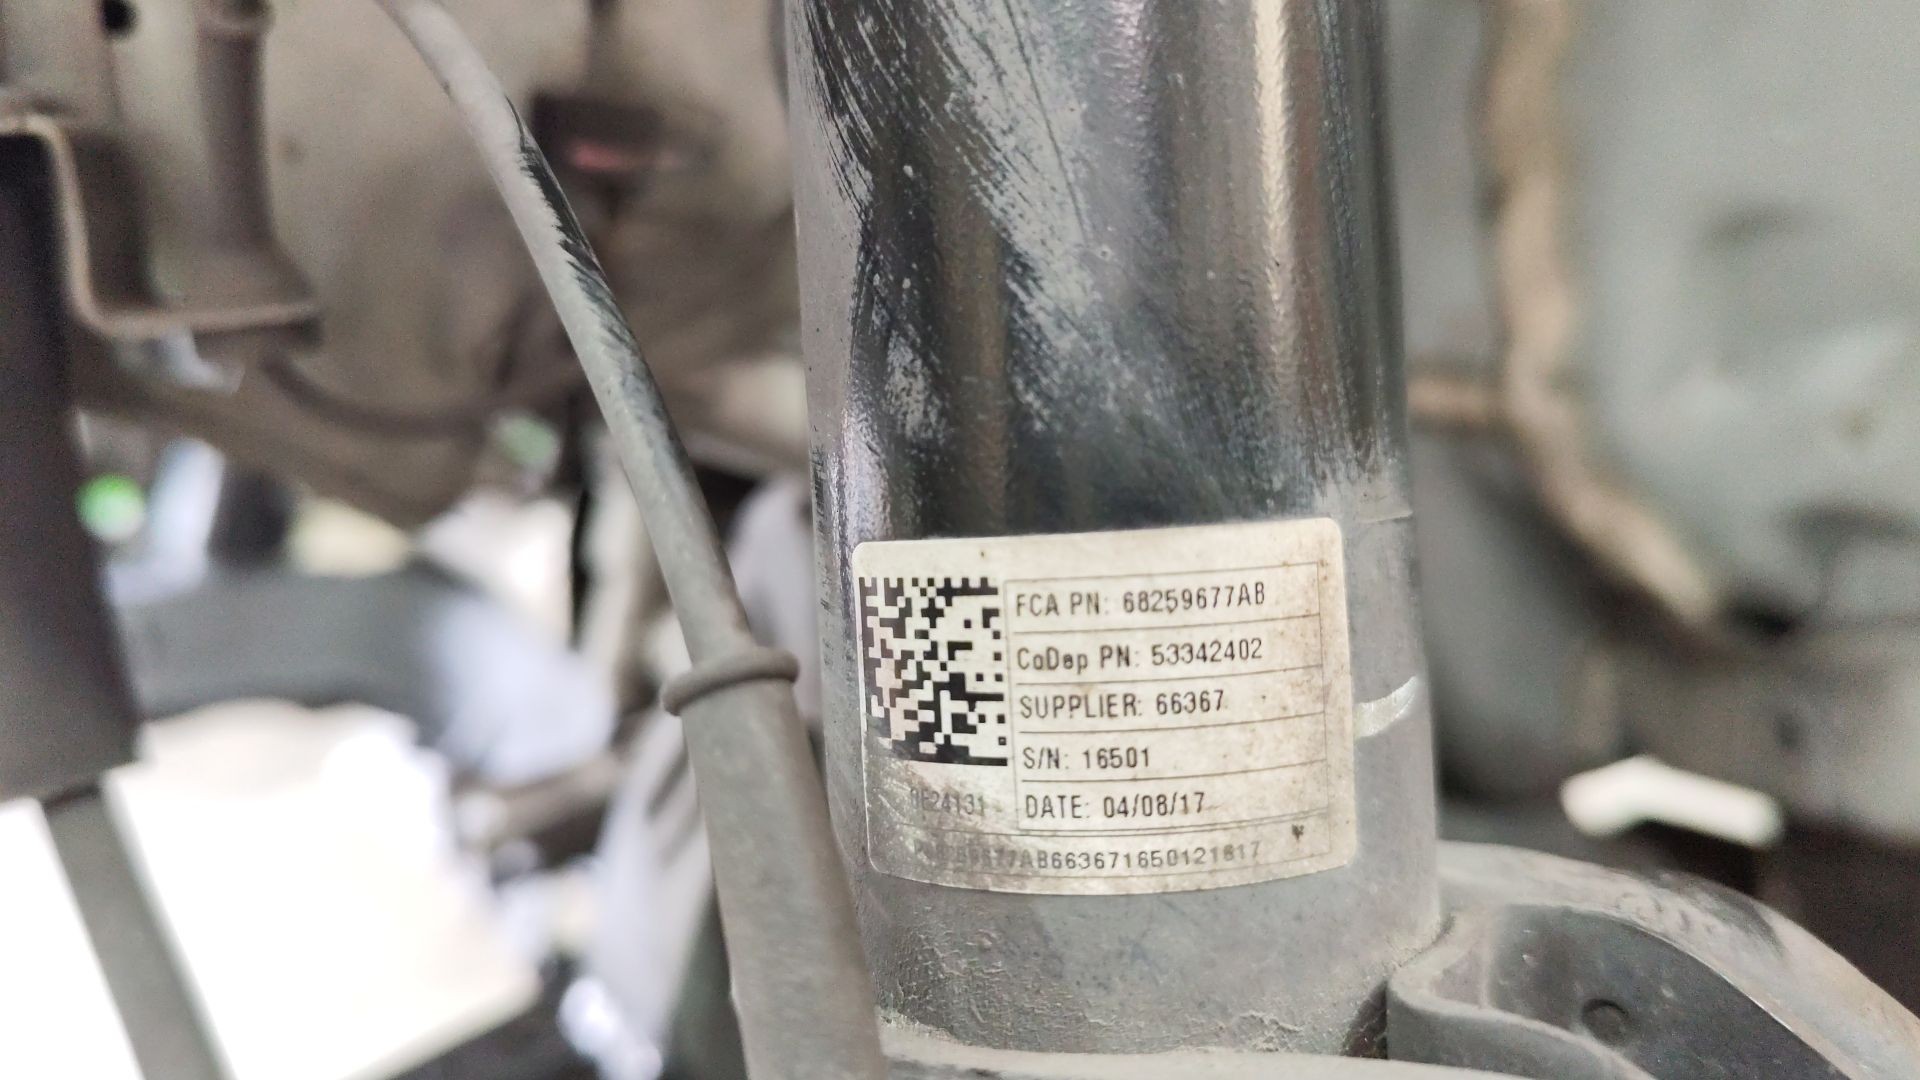 FCA PN: 68259677AB
CoDep PN: 53342402
SUPPLIER: 66367
S/N: 16501
DATE: 04/08/17